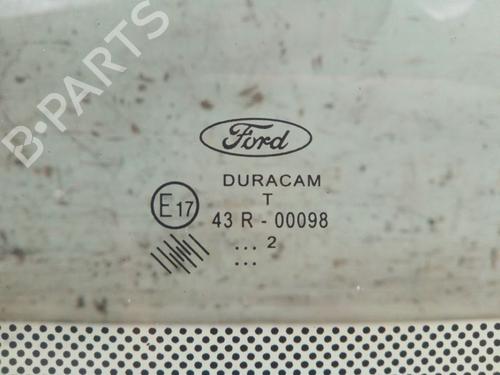 B-PARTS
Ford
DURACAM
T
E17
43 R - 00098
... 2
...